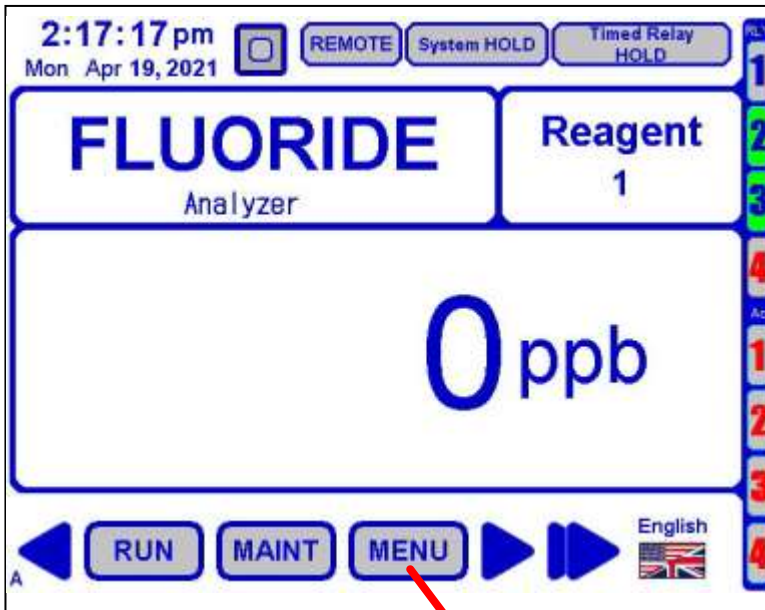 2:17:17 pm
Mon Apr 19, 2021
REMOTE
System HOLD
Timed Relay
HOLD
FLUORIDE
Analyzer
Reagent
1
0 ppb
1
2
3
4
1
2
3
4
A
RUN
MAINT
MENU
English